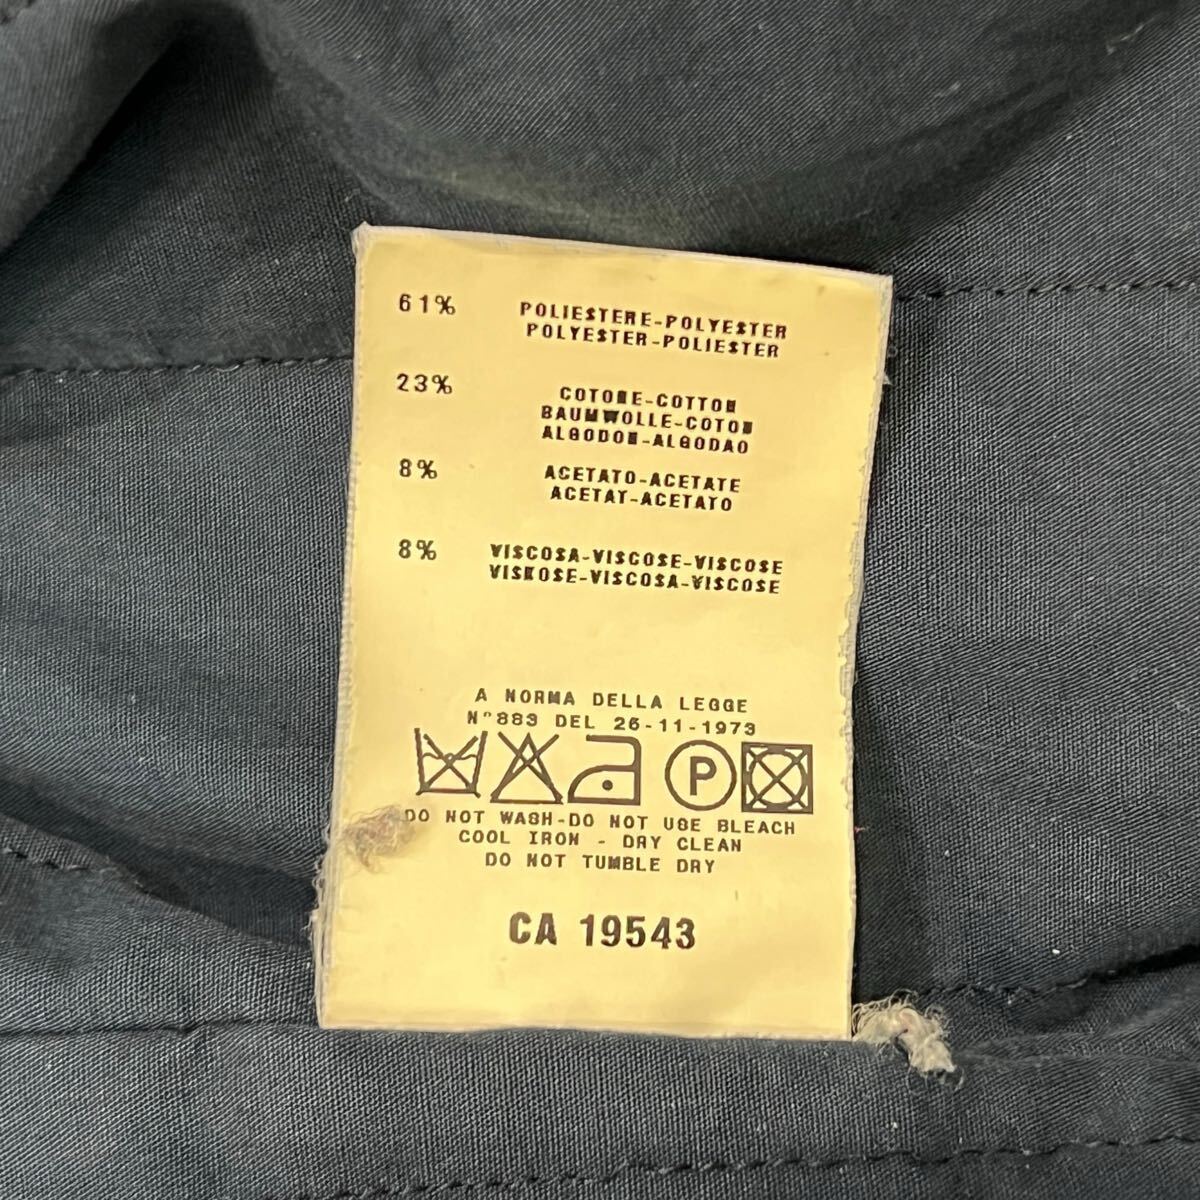 61% POLIESTERE-POLYESTER
POLYESTER-POLIESTER
23% COTONE-COTTON
BAUMWOLLE-COTON
ALGODON-ALGODAO
8% ACETATO-ACETATE
ACETAT-ACETATO
8% VISCOSA-VISCOSE-VISCOSE
VISKOSE-VISCOSA-VISCOSE
A NORMA DELLA LEGGE
N°883 DEL 26-11-1973
P
DO NOT WASH-DO NOT USE BLEACH
COOL IRON - DRY CLEAN
DO NOT TUMBLE DRY
CA 19543